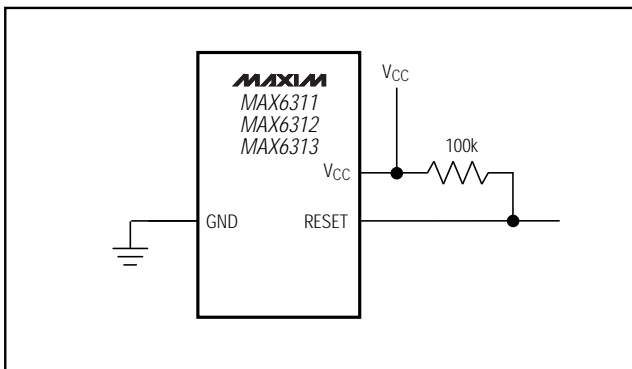 MAXIM
MAX6311
MAX6312
MAX6313
VCC
100k
VCC
GND
RESET